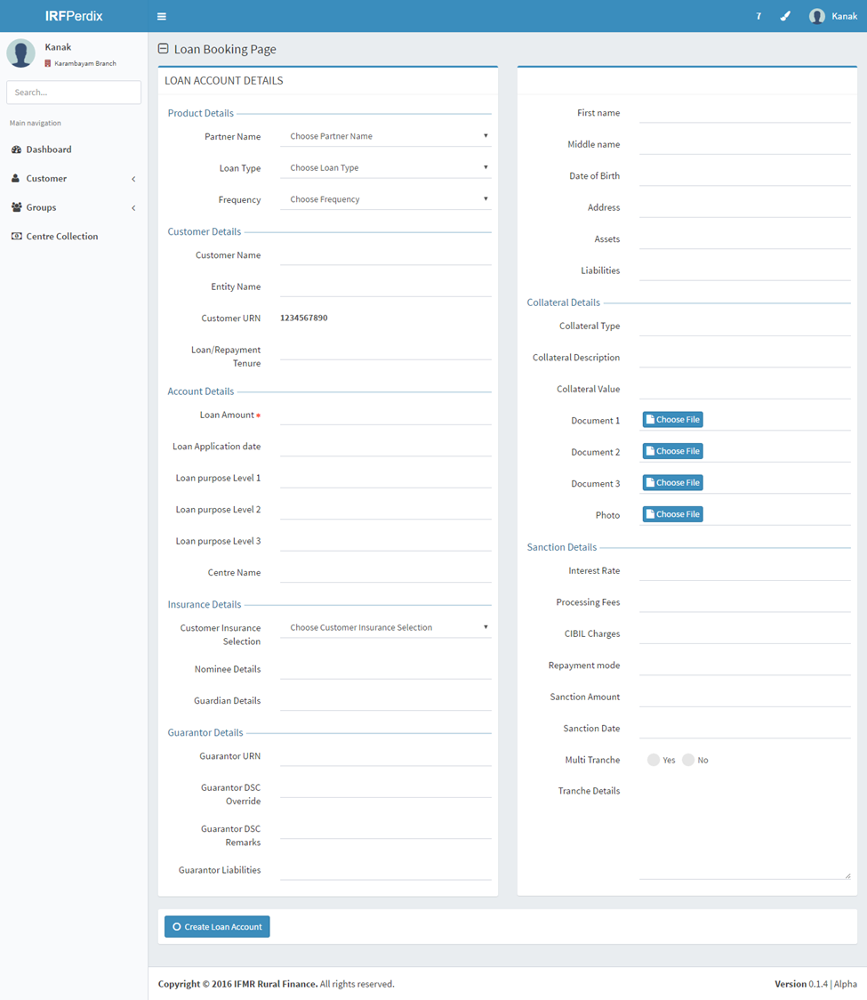 IRFPerdix
7
Kanak
Kanak
Karambayam Branch
Search...
Main navigation
Dashboard
Customer
Groups
Centre Collection
Loan Booking Page
LOAN ACCOUNT DETAILS
Product Details
Partner Name Choose Partner Name
Loan Type Choose Loan Type
Frequency Choose Frequency
Customer Details
Customer Name
Entity Name
Customer URN 1234567890
Loan/Repayment
Tenure
Account Details
Loan Amount *
Loan Application date
Loan purpose Level 1
Loan purpose Level 2
Loan purpose Level 3
Centre Name
Insurance Details
Customer Insurance Choose Customer Insurance Selection
Selection
Nominee Details
Guardian Details
Guarantor Details
Guarantor URN
Guarantor DSC
Override
Guarantor DSC
Remarks
Guarantor Liabilities
First name
Middle name
Date of Birth
Address
Assets
Liabilities
Collateral Details
Collateral Type
Collateral Description
Collateral Value
Document 1 Choose File
Document 2 Choose File
Document 3 Choose File
Photo Choose File
Sanction Details
Interest Rate
Processing Fees
CIBIL Charges
Repayment mode
Sanction Amount
Sanction Date
Multi Tranche Yes No
Tranche Details
Create Loan Account
Copyright © 2016 IFMR Rural Finance. All rights reserved.
Version 0.1.4 | Alpha